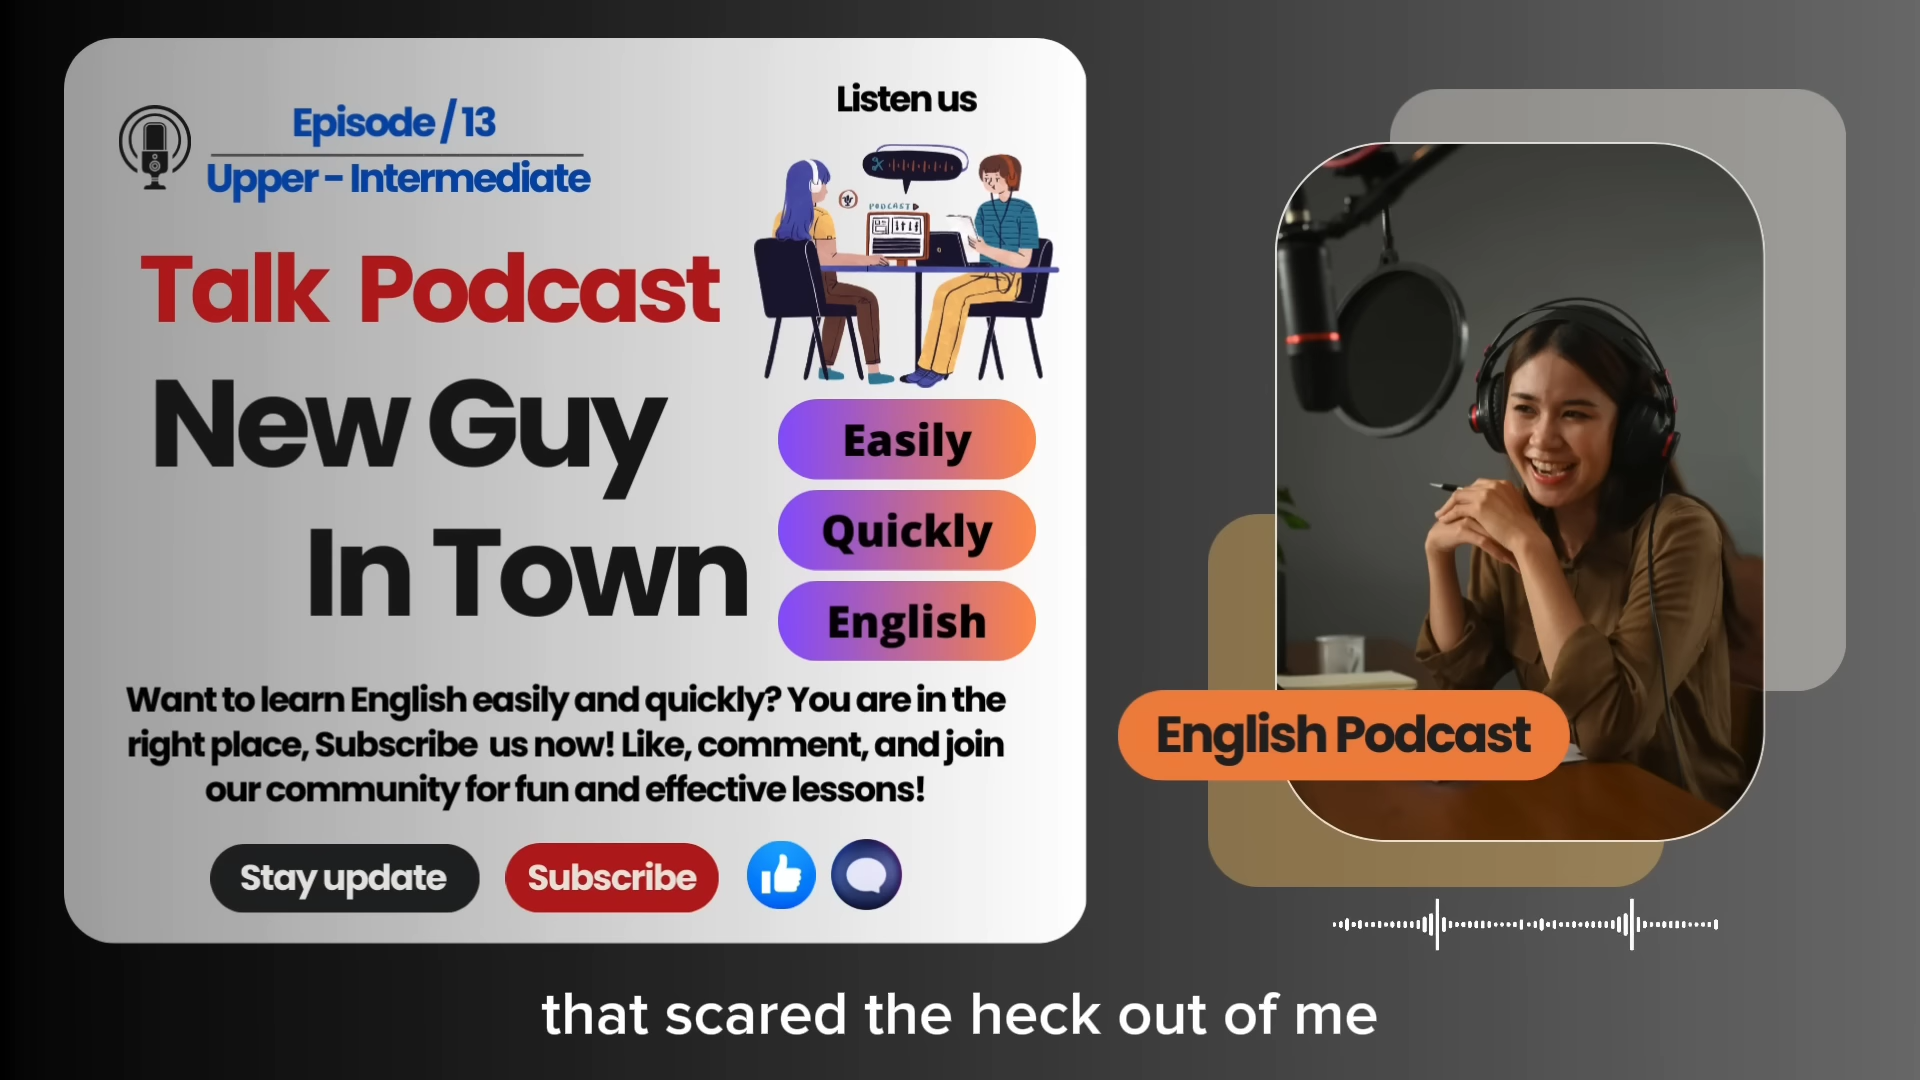 Episode / 13
Upper - Intermediate
Listen us
PODCAST
Talk Podcast
New Guy
In Town
Easily
Quickly
English
Want to learn English easily and quickly? You are in the
right place, Subscribe us now! Like, comment, and join
our community for fun and effective lessons!
Stay update
Subscribe
English Podcast
that scared the heck out of me